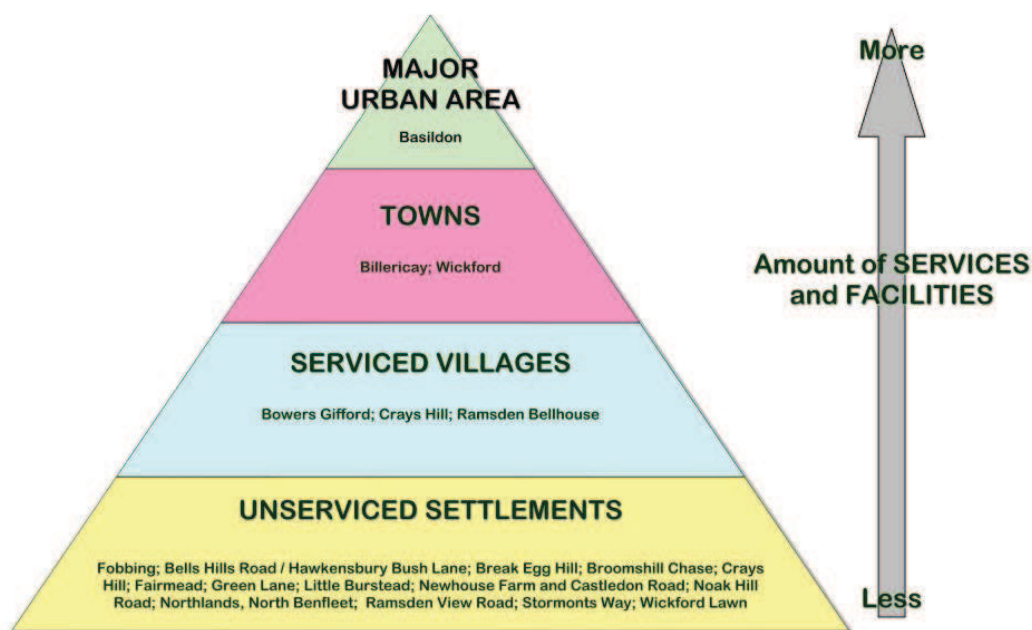 MAJOR
URBAN AREA
Basildon
TOWNS
Billericay; Wickford
SERVICED VILLAGES
Bowers Gifford; Crays Hill; Ramsden Bellhouse
UNSERVICED SETTLEMENTS
Fobbing; Bells Hills Road / Hawkensbury Bush Lane; Break Egg Hill; Broomshill Chase; Crays
Hill; Fairmead; Green Lane; Little Burstead; Newhouse Farm and Castledon Road; Noak Hill
Road; Northlands, North Benfleet;  Ramsden View Road; Stormonts Way; Wickford Lawn
More
Amount of SERVICES
and FACILITIES
Less